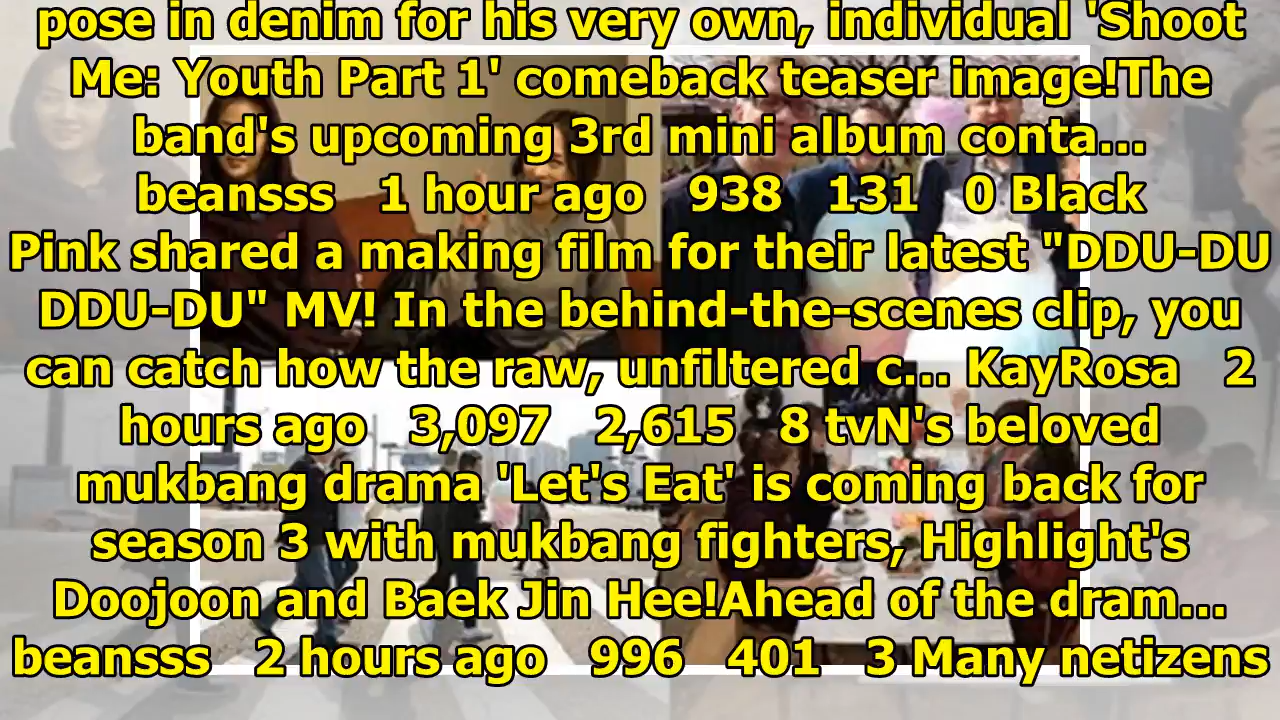 pose in denim for his very own, individual 'Shoot
Me: Youth Part 1' comeback teaser image!The
band's upcoming 3rd mini album conta...
beansss 1 hour ago 938 131 0 Black
Pink shared a making film for their latest "DDU-DU
DDU-DU" MV! In the behind-the-scenes clip, you
can catch how the raw, unfiltered c... KayRosa 2
hours ago 3,097 2,615 8 tvN's beloved
mukbang drama 'Let's Eat' is coming back for
season 3 with mukbang fighters, Highlight's
Doojoon and Baek Jin Hee!Ahead of the dram...
beansss 2 hours ago 996 401 3 Many netizens